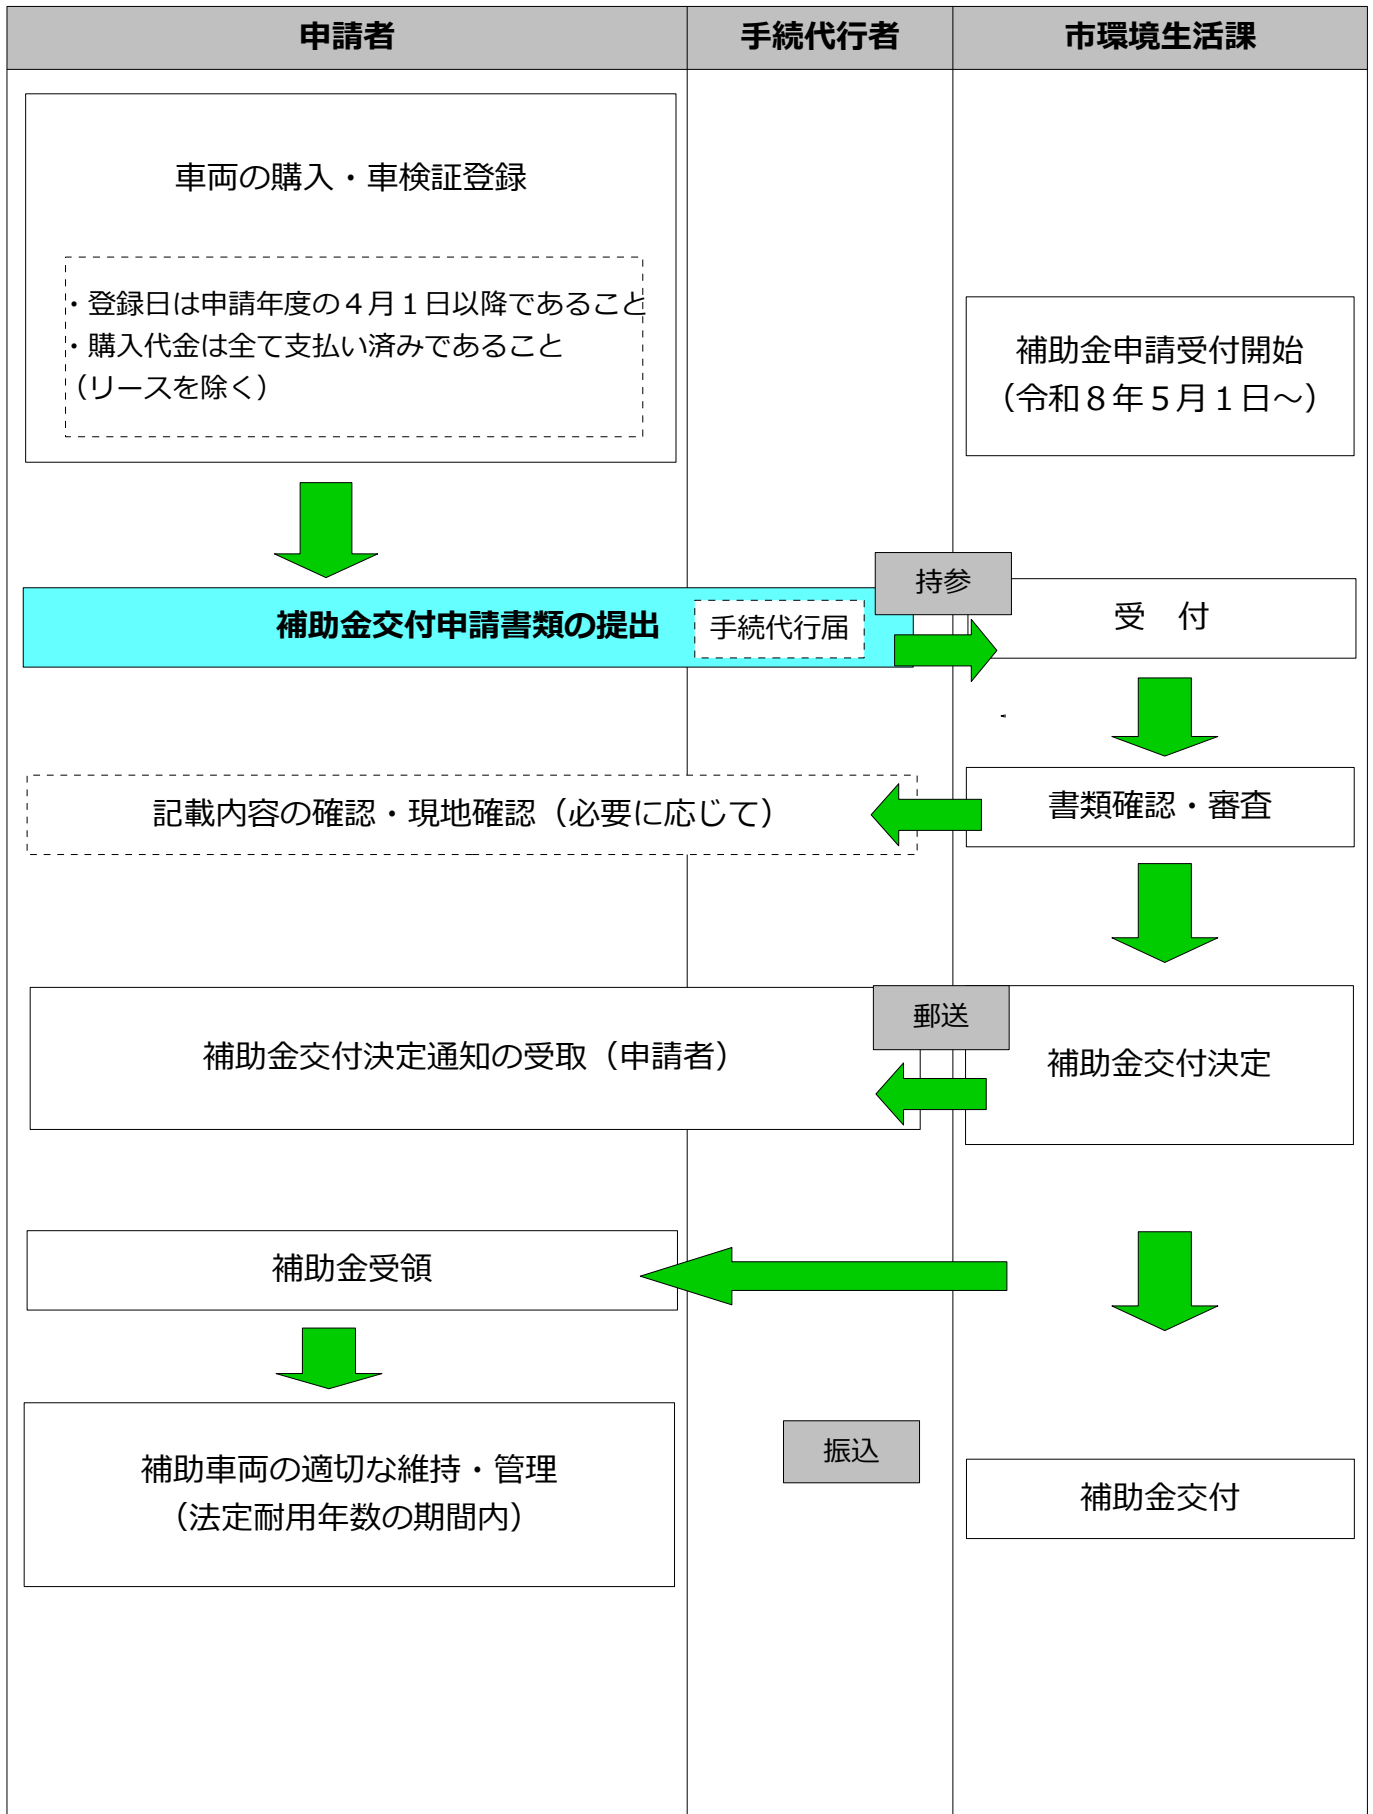 申請者
手続代行者
市環境生活課
車両の購入・車検証登録
・登録日は申請年度の４月１日以降であること
・購入代金は全て支払い済みであること
（リースを除く）
補助金申請受付開始
（令和８年５月１日～）
補助金交付申請書類の提出
手続代行届
持参
受　付
記載内容の確認・現地確認（必要に応じて）
書類確認・審査
補助金交付決定通知の受取（申請者）
郵送
補助金交付決定
補助金受領
補助車両の適切な維持・管理
（法定耐用年数の期間内）
振込
補助金交付